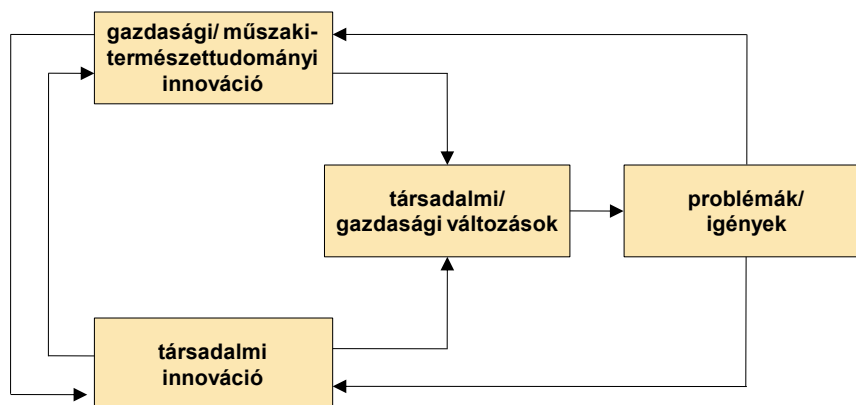 gazdasági/ műszaki-
természettudományi
innováció
társadalmi/
gazdasági változások
problémák/
igények
társadalmi
innováció